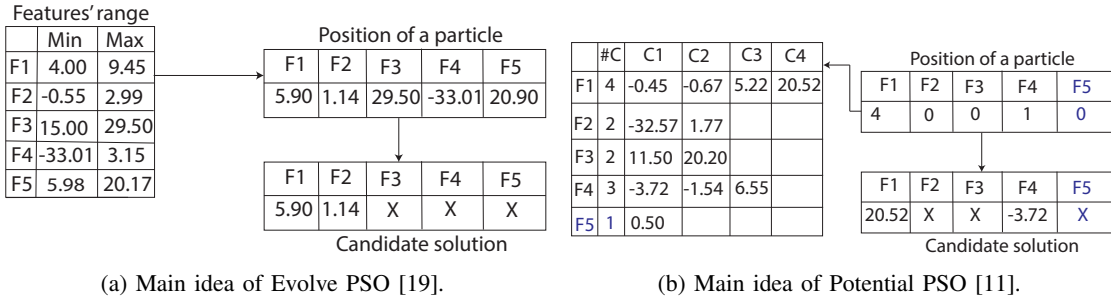 Features' range
Min Max
F1 4.00 9.45
F2 -0.55 2.99
F3 15.00 29.50
F4 -33.01 3.15
F5 5.98 20.17
Position of a particle
F1 F2 F3 F4 F5
5.90 1.14 29.50 -33.01 20.90
F1 F2 F3 F4 F5
5.90 1.14 X X X
Candidate solution
(a) Main idea of Evolve PSO [19].
#C C1 C2 C3 C4
F1 4 -0.45 -0.67 5.22 20.52
F2 2 -32.57 1.77
F3 2 11.50 20.20
F4 3 -3.72 -1.54 6.55
F5 1 0.50
Position of a particle
F1 F2 F3 F4 F5
4 0 0 1 0
F1 F2 F3 F4 F5
20.52 X X -3.72 X
Candidate solution
(b) Main idea of Potential PSO [11].